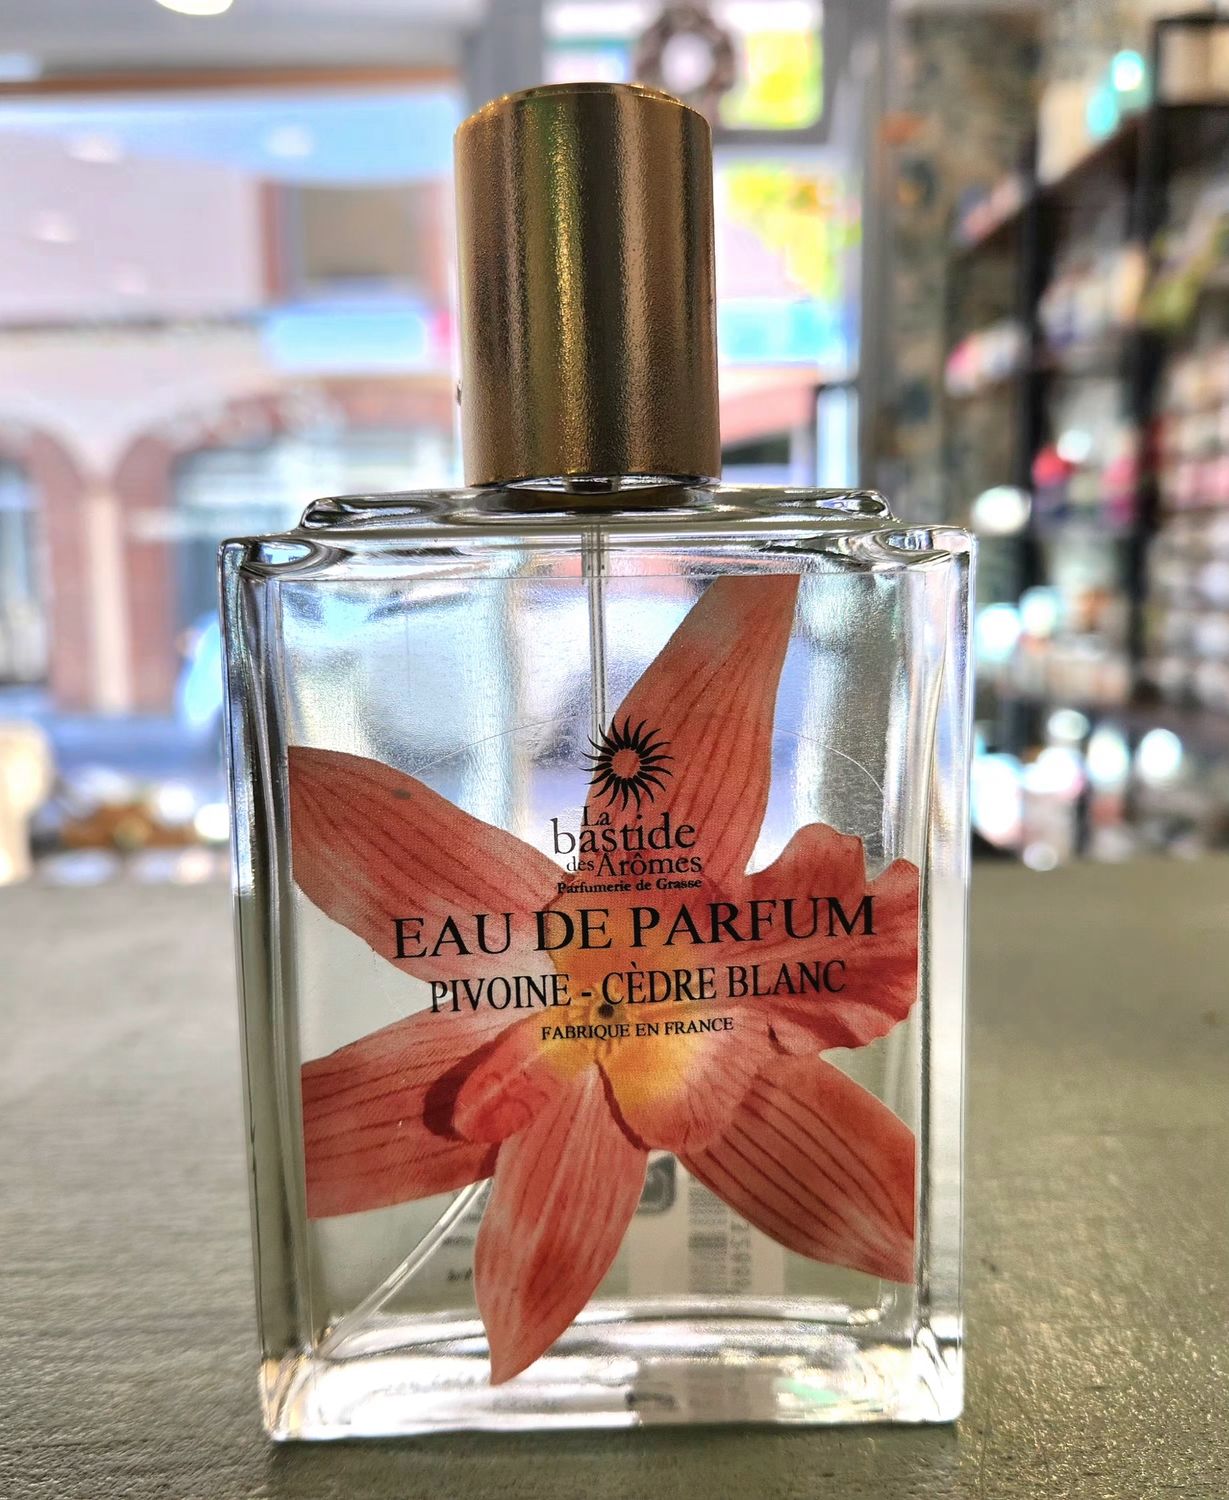 La
bastide
des Arômes
Parfumerie de Grasse
EAU DE PARFUM
PIVOINE - CÈDRE BLANC
FABRIQUE EN FRANCE